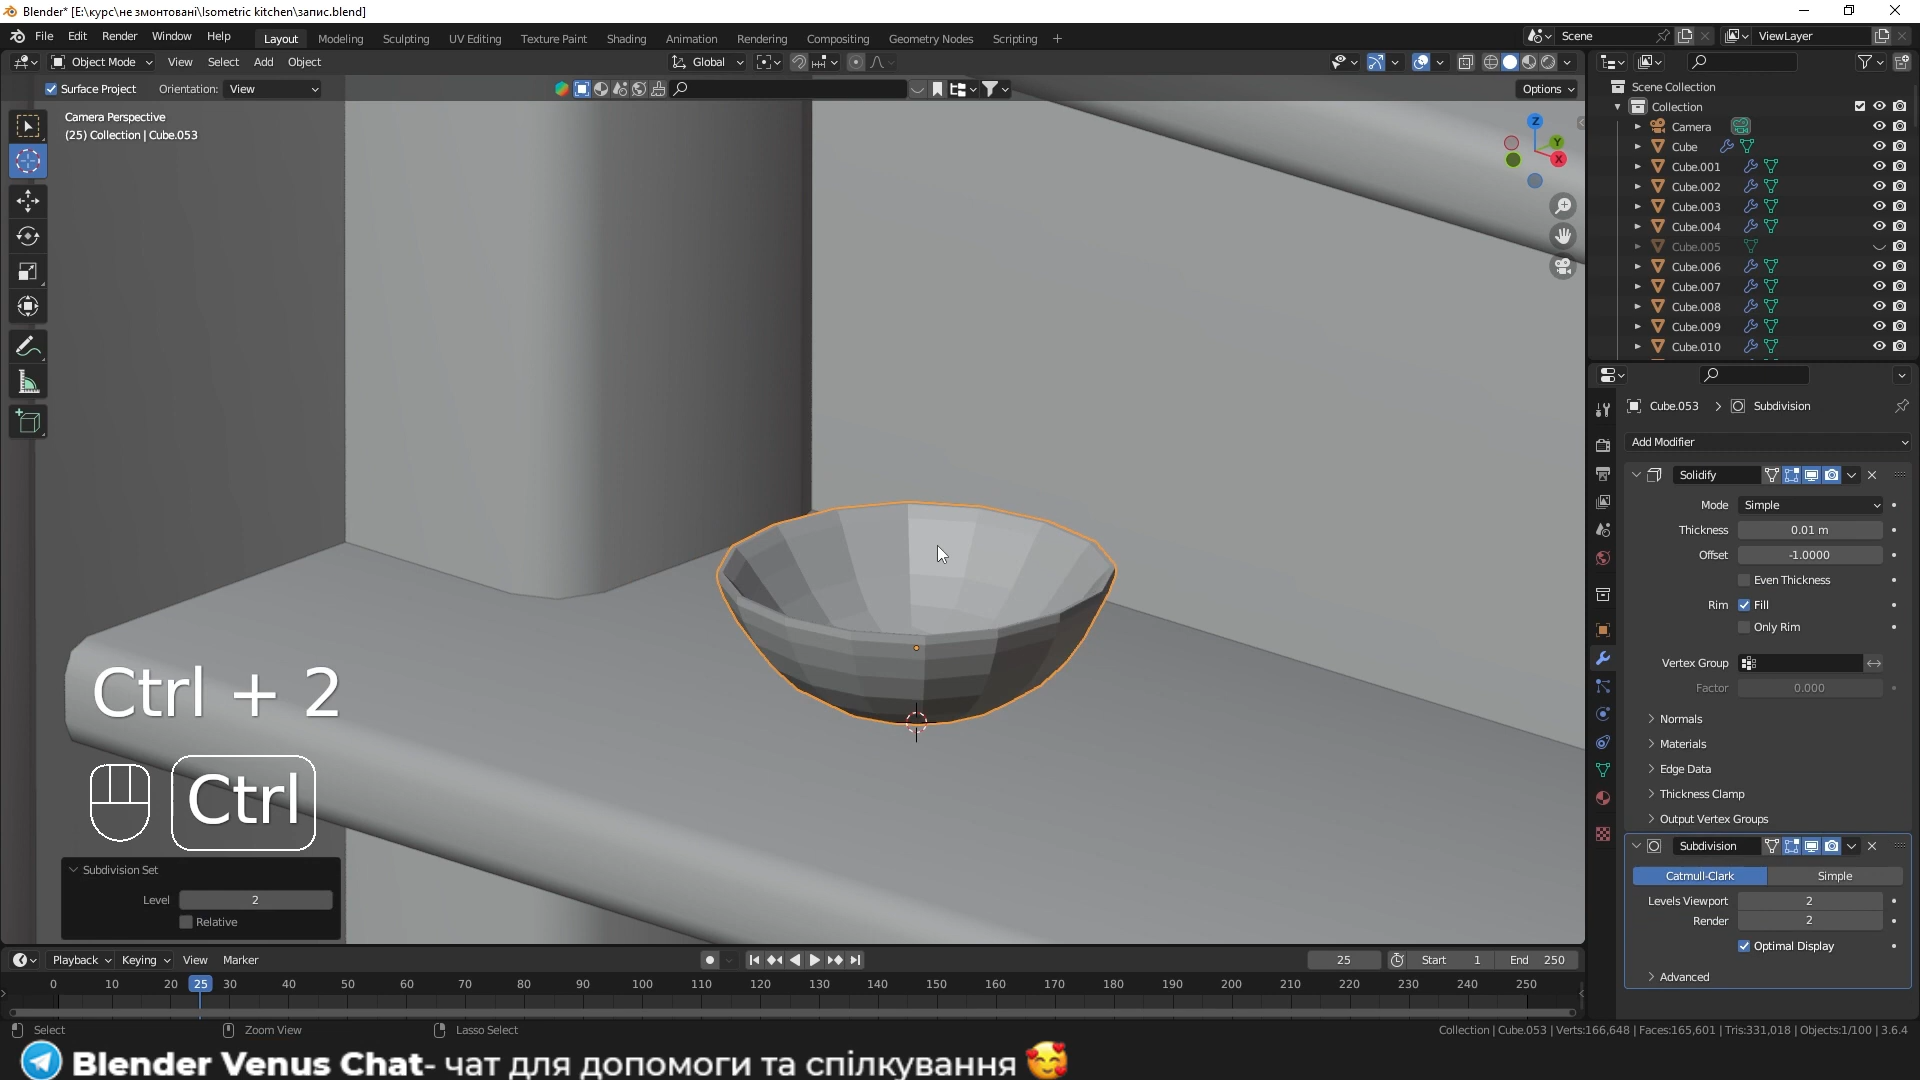 Blender* [E:\курс\не змонтовані\Isometric kitchen\запис.blend]
File Edit Render Window Help
Layout Modeling Sculpting UV Editing Texture Paint Shading Animation Rendering Compositing Geometry Nodes Scripting +
Scene
ViewLayer
Object Mode View Select Add Object
Global
Surface Project Orientation: View
Options
Camera Perspective
(25) Collection | Cube.053
Z
Y
X
Scene Collection
Collection
Camera
Cube
Cube.001
Cube.002
Cube.003
Cube.004
Cube.005
Cube.006
Cube.007
Cube.008
Cube.009
Cube.010
Cube.053 > Subdivision
Add Modifier
Solidify
Mode Simple
Thickness 0.01 m
Offset -1.0000
Even Thickness
Rim Fill
Only Rim
Vertex Group
Factor 0.000
Normals
Materials
Edge Data
Thickness Clamp
Output Vertex Groups
Subdivision
Catmull-Clark Simple
Levels Viewport 2
Render 2
Optimal Display
Advanced
Ctrl + 2
Ctrl
Subdivision Set
Level 2
Relative
Playback Keying View Marker
25 Start 1 End 250
0 10 20 25 30 40 50 60 70 80 90 100 110 120 130 140 150 160 170 180 190 200 210 220 230 240 250
Select Zoom View Lasso Select
Collection | Cube.053 | Verts:166,648 | Faces:165,601 | Tris:331,018 | Objects:1/100 | 3.6.4
Blender Venus Chat- чат для допомоги та спілкування